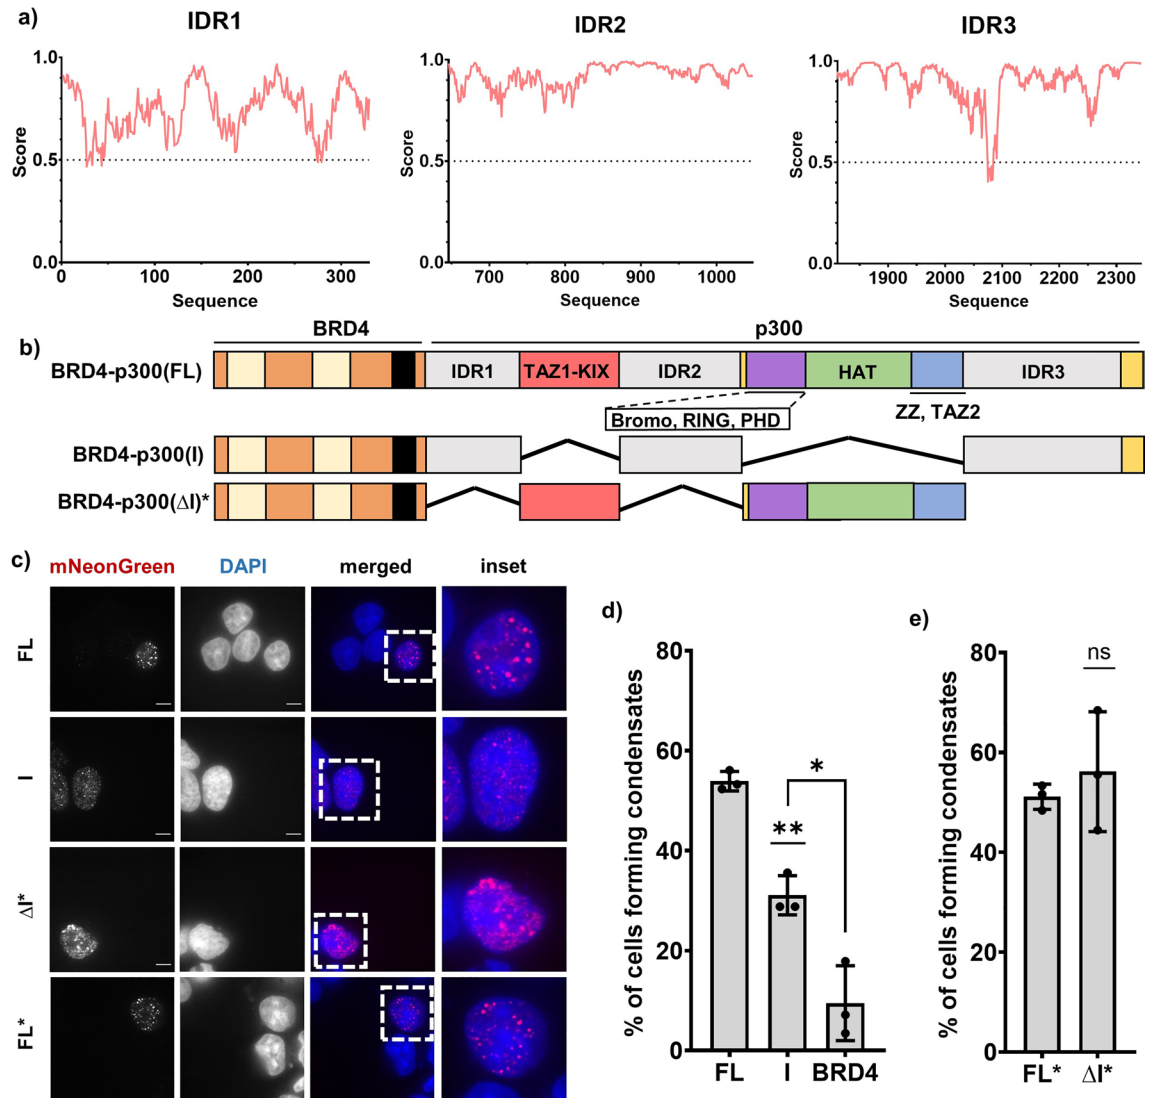 a)
IDR1
IDR2
IDR3
1.0
0.5
0.0
Score
0
100
200
300
Sequence
1.0
0.5
0.0
Score
700
800
900
1000
Sequence
1.0
0.5
0.0
Score
1900
2000
2100
2200
2300
Sequence
b)
BRD4
p300
BRD4-p300(FL)
IDR1
TAZ1-KIX
IDR2
HAT
IDR3
Bromo, RING, PHD
ZZ, TAZ2
BRD4-p300(I)
BRD4-p300(ΔI)*
c)
mNeonGreen
DAPI
merged
inset
FL
I
ΔI*
FL*
d)
% of cells forming condensates
80
60
40
20
0
**
*
FL
I
BRD4
e)
% of cells forming condensates
80
60
40
20
0
ns
FL*
ΔI*